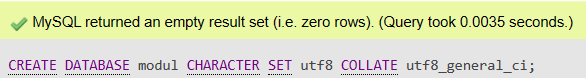 MySQL returned an empty result set (i.e. zero rows). (Query took 0.0035 seconds.)
CREATE DATABASE modul CHARACTER SET utf8 COLLATE utf8_general_ci;